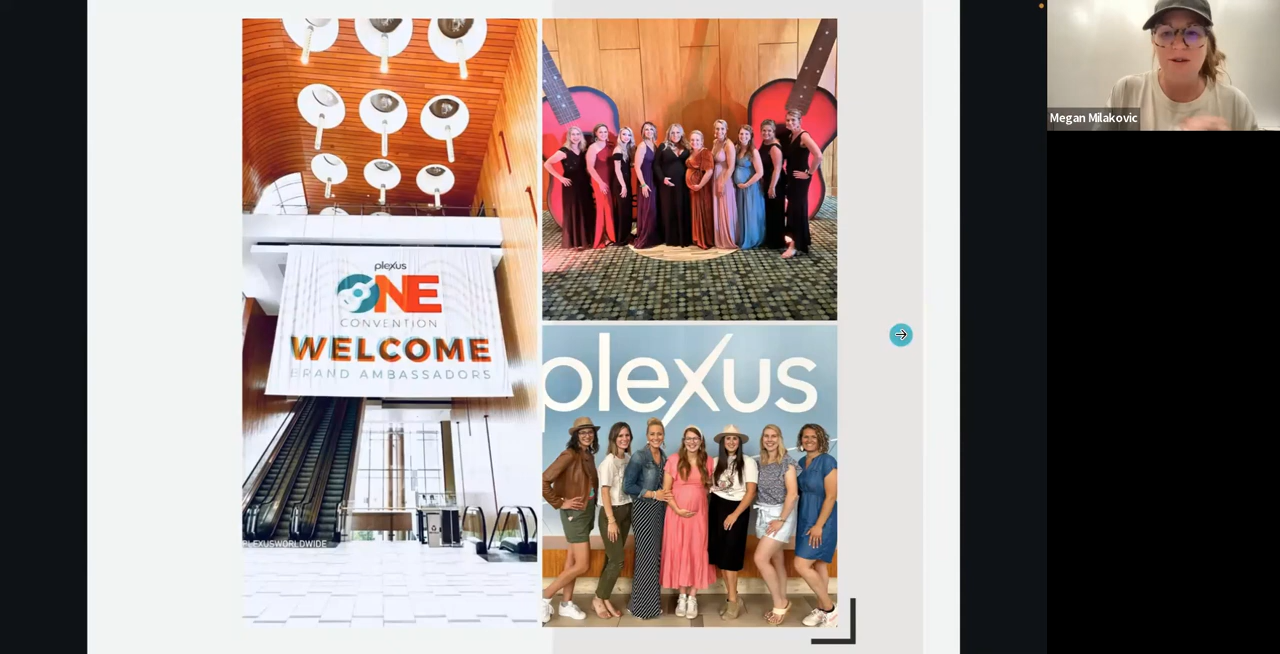 plexus
ONE
CONVENTION
WELCOME
BRAND AMBASSADORS
PLEXUSWORLDWIDE
plexus
Megan Milakovic